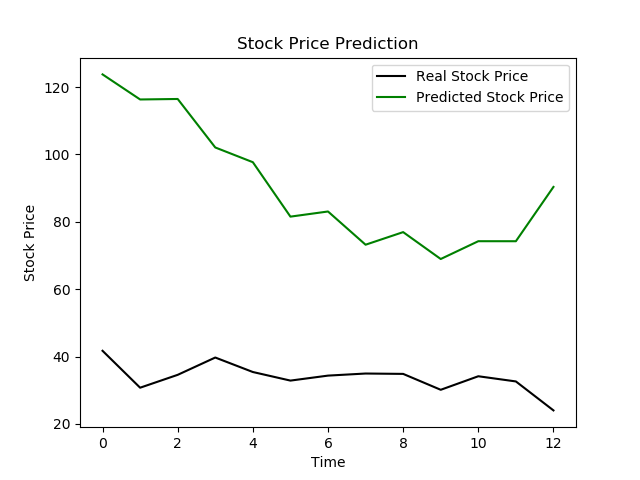 Stock Price Prediction
Real Stock Price
Predicted Stock Price
120
100
80
60
40
20
Stock Price
0 2 4 6 8 10 12
Time